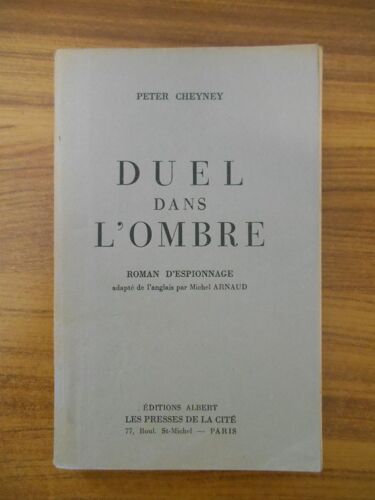 PETER CHEYNEY
DUEL
DANS
L'OMBRE
ROMAN D'ESPIONNAGE
adapté de l'anglais par Michel ARNAUD
ÉDITIONS ALBERT
LES PRESSES DE LA CITÉ
77, Boul. St-Michel — PARIS